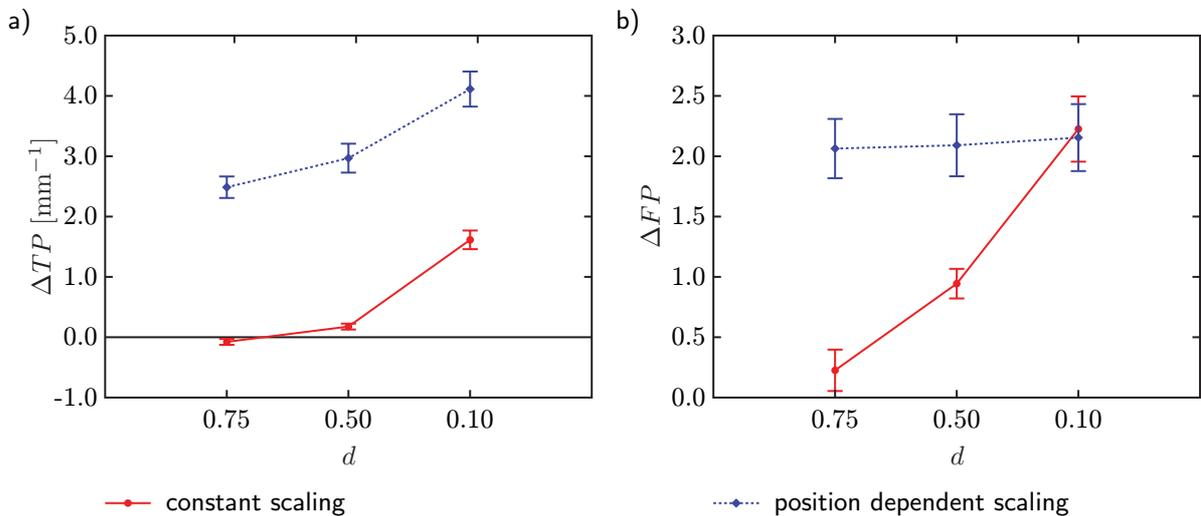 a)
5.0
4.0
3.0
2.0
1.0
0.0
-1.0
ΔTP [mm⁻¹]
0.75 0.50 0.10
d
b)
3.0
2.5
2.0
1.5
1.0
0.5
0.0
ΔFP
0.75 0.50 0.10
d
constant scaling
position dependent scaling